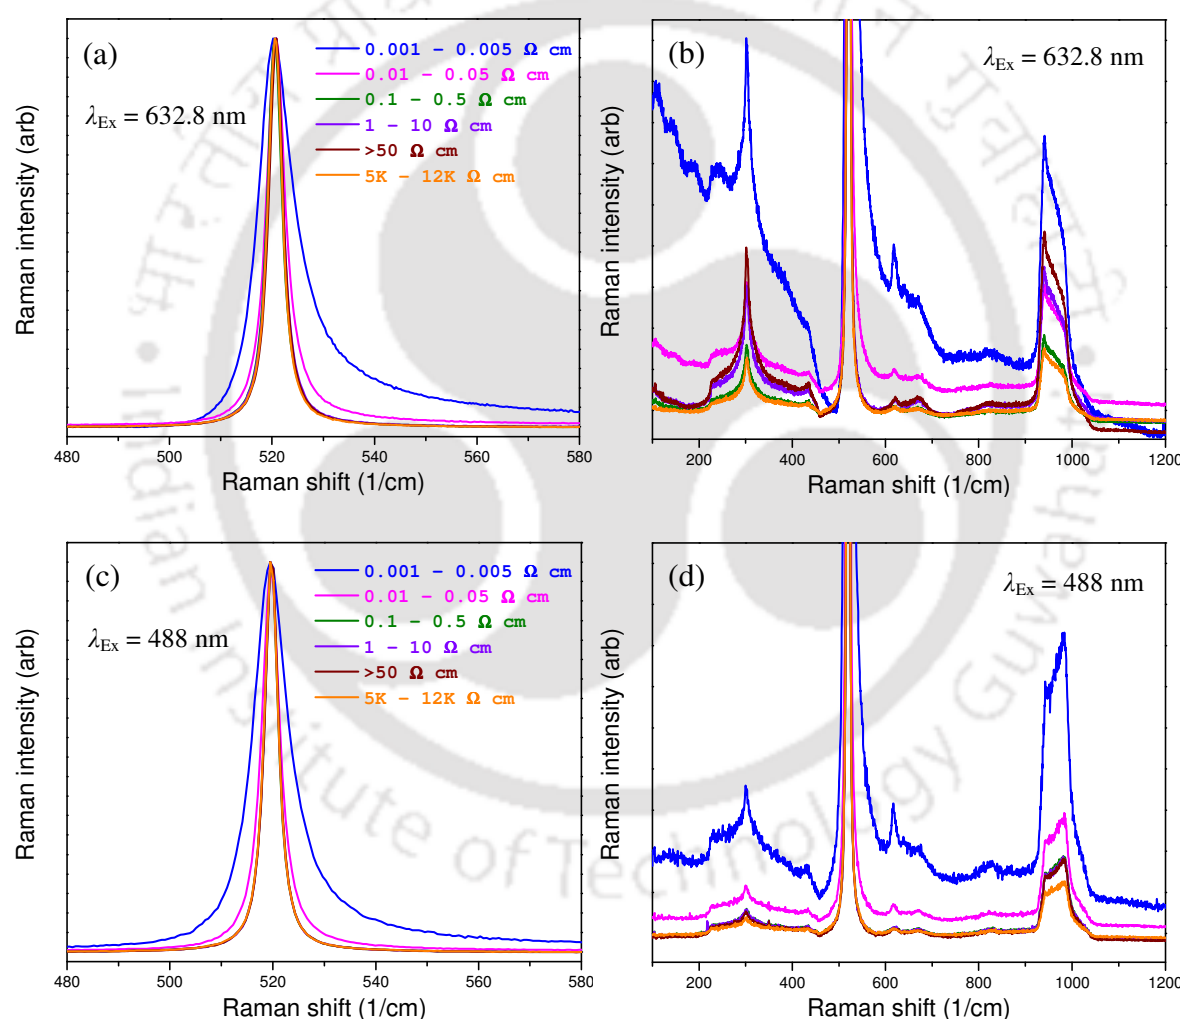 (a)
λEx = 632.8 nm
0.001 – 0.005 Ω cm
0.01 – 0.05 Ω cm
0.1 – 0.5 Ω cm
1 – 10 Ω cm
>50 Ω cm
5K – 12K Ω cm
Raman intensity (arb)
480 500 520 540 560 580
Raman shift (1/cm)
(b)
λEx = 632.8 nm
Raman intensity (arb)
200 400 600 800 1000 1200
Raman shift (1/cm)
(c)
λEx = 488 nm
0.001 – 0.005 Ω cm
0.01 – 0.05 Ω cm
0.1 – 0.5 Ω cm
1 – 10 Ω cm
>50 Ω cm
5K – 12K Ω cm
Raman intensity (arb)
480 500 520 540 560 580
Raman shift (1/cm)
(d)
λEx = 488 nm
Raman intensity (arb)
200 400 600 800 1000 1200
Raman shift (1/cm)
Indian Institute of Technology Guwahati